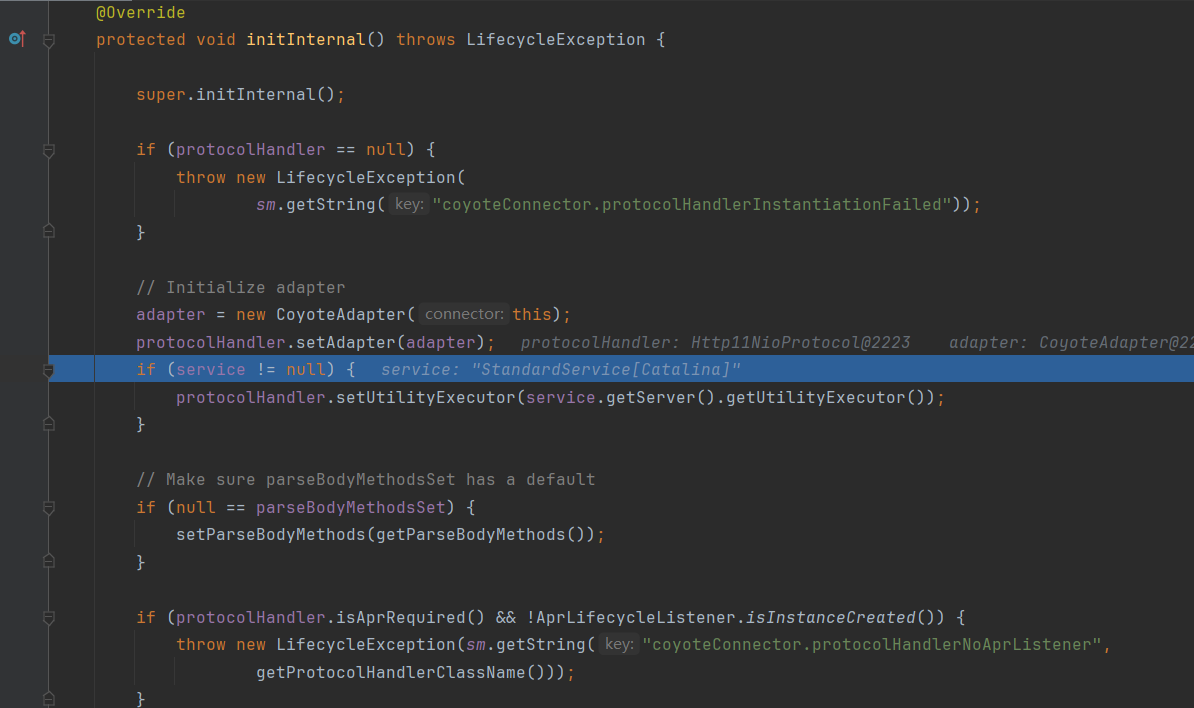 @Override
protected void initInternal() throws LifecycleException {
super.initInternal();
if (protocolHandler == null) {
throw new LifecycleException(
sm.getString( key: "coyoteConnector.protocolHandlerInstantiationFailed"));
}
// Initialize adapter
adapter = new CoyoteAdapter( connector: this);
protocolHandler.setAdapter(adapter); protocolHandler: Http11NioProtocol@2223 adapter: CoyoteAdapter@22
if (service != null) { service: "StandardService[Catalina]"
protocolHandler.setUtilityExecutor(service.getServer().getUtilityExecutor());
}
// Make sure parseBodyMethodsSet has a default
if (null == parseBodyMethodsSet) {
setParseBodyMethods(getParseBodyMethods());
}
if (protocolHandler.isAprRequired() && !AprLifecycleListener.isInstanceCreated()) {
throw new LifecycleException(sm.getString( key: "coyoteConnector.protocolHandlerNoAprListener",
getProtocolHandlerClassName()));
}